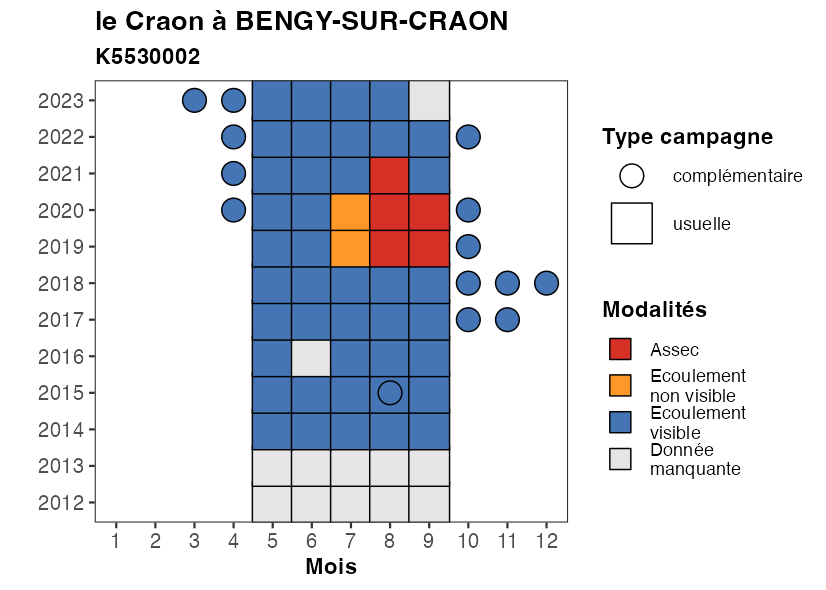 le Craon à BENGY-SUR-CRAON
K5530002
2023
2022
2021
2020
2019
2018
2017
2016
2015
2014
2013
2012
1 2 3 4 5 6 7 8 9 10 11 12
Mois
Type campagne
complémentaire
usuelle
Modalités
Assec
Ecoulement
non visible
Ecoulement
visible
Donnée
manquante